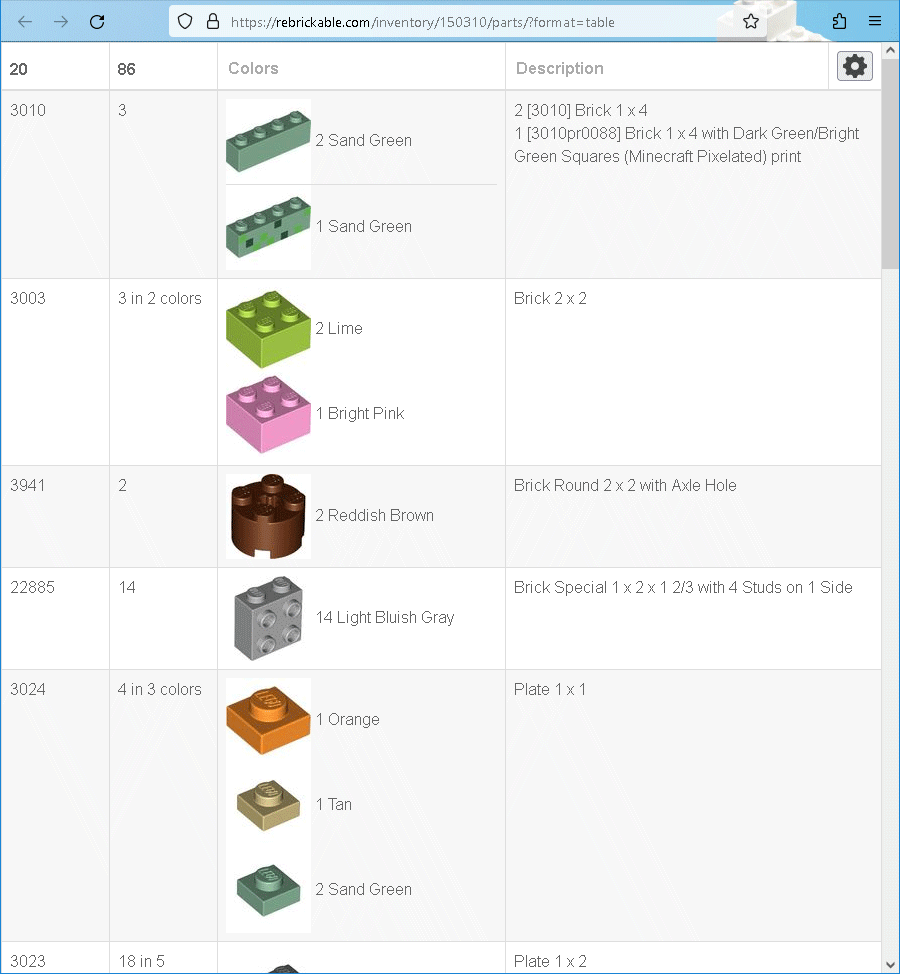 https://rebrickable.com/inventory/150310/parts/?format=table
20 86 Colors Description
3010 3 2 Sand Green 2 [3010] Brick 1 x 4
1 [3010pr0088] Brick 1 x 4 with Dark Green/Bright
Green Squares (Minecraft Pixelated) print
1 Sand Green
3003 3 in 2 colors 2 Lime Brick 2 x 2
1 Bright Pink
3941 2 2 Reddish Brown Brick Round 2 x 2 with Axle Hole
22885 14 14 Light Bluish Gray Brick Special 1 x 2 x 1 2/3 with 4 Studs on 1 Side
3024 4 in 3 colors 1 Orange Plate 1 x 1
1 Tan
2 Sand Green
3023 18 in 5 Plate 1 x 2